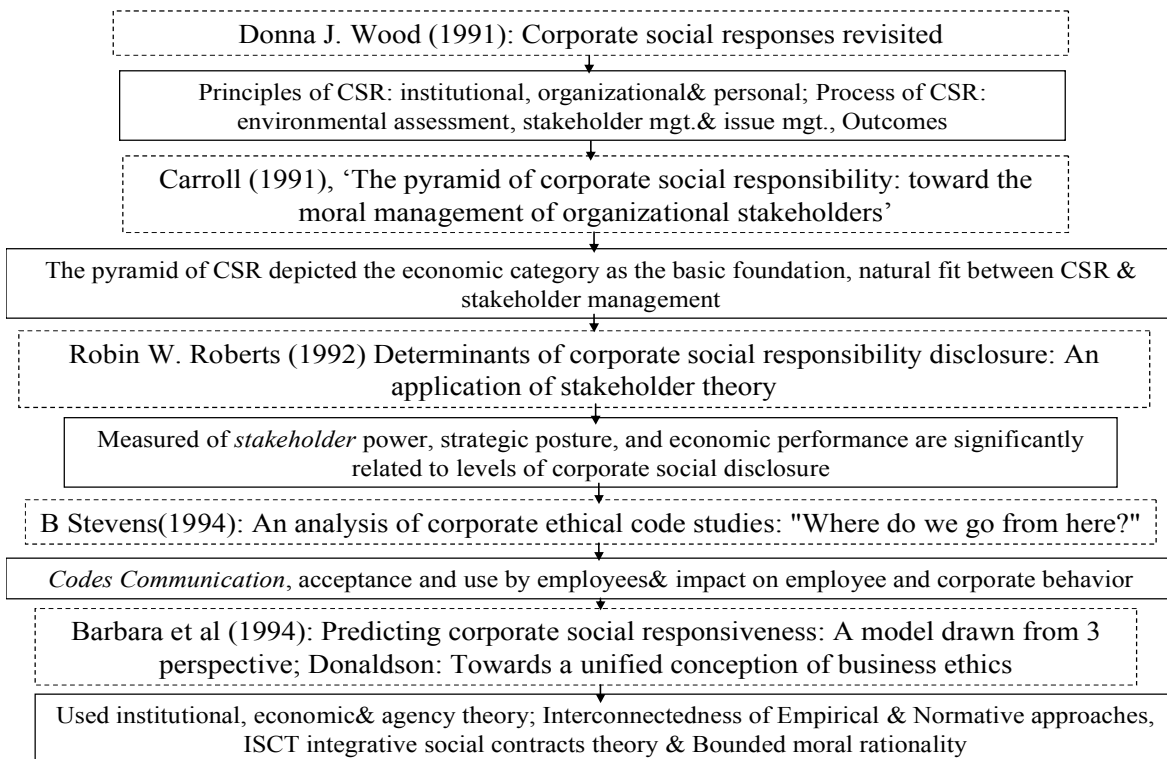 Donna J. Wood (1991): Corporate social responses revisited
Principles of CSR: institutional, organizational& personal; Process of CSR:
environmental assessment, stakeholder mgt.& issue mgt., Outcomes
Carroll (1991), ‘The pyramid of corporate social responsibility: toward the
moral management of organizational stakeholders’
The pyramid of CSR depicted the economic category as the basic foundation, natural fit between CSR &
stakeholder management
Robin W. Roberts (1992) Determinants of corporate social responsibility disclosure: An
application of stakeholder theory
Measured of stakeholder power, strategic posture, and economic performance are significantly
related to levels of corporate social disclosure
B Stevens(1994): An analysis of corporate ethical code studies: "Where do we go from here?"
Codes Communication, acceptance and use by employees& impact on employee and corporate behavior
Barbara et al (1994): Predicting corporate social responsiveness: A model drawn from 3
perspective; Donaldson: Towards a unified conception of business ethics
Used institutional, economic& agency theory; Interconnectedness of Empirical & Normative approaches,
ISCT integrative social contracts theory & Bounded moral rationality